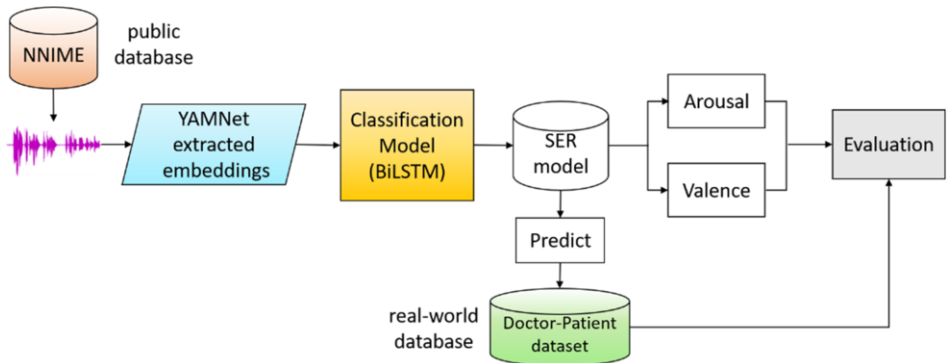 NNIME
public
database
YAMNet
extracted
embeddings
Classification
Model
(BiLSTM)
SER
model
Arousal
Valence
Evaluation
Predict
real-world
database
Doctor-Patient
dataset